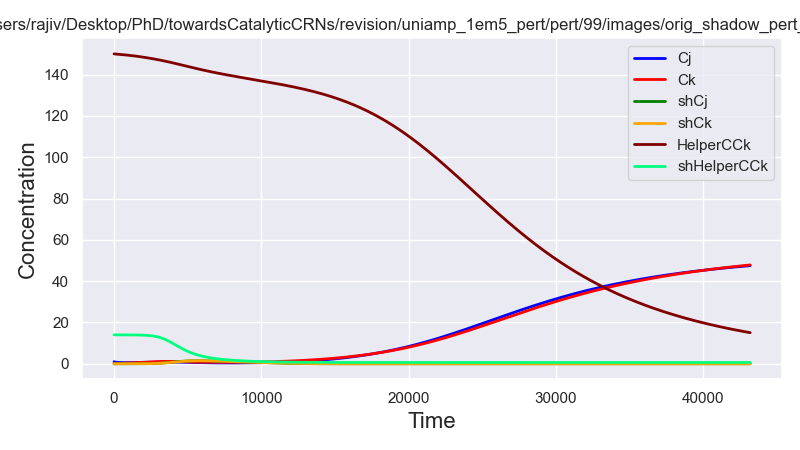 sers/rajiv/Desktop/PhD/towardsCatalyticCRNs/revision/uniamp_1em5_pert/pert/99/images/orig_shadow_pert_
Concentration
140
120
100
80
60
40
20
0
Cj
Ck
shCj
shCk
HelperCCk
shHelperCCk
0
10000
20000
30000
40000
Time